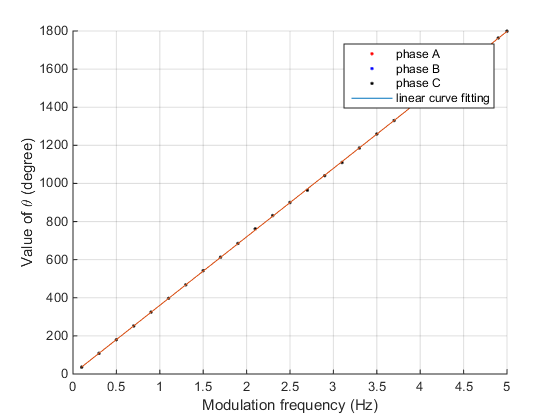 1800
1600
1400
1200
1000
800
600
400
200
0
Value of θ (degree)
phase A
phase B
phase C
linear curve fitting
0 0.5 1 1.5 2 2.5 3 3.5 4 4.5 5
Modulation frequency (Hz)